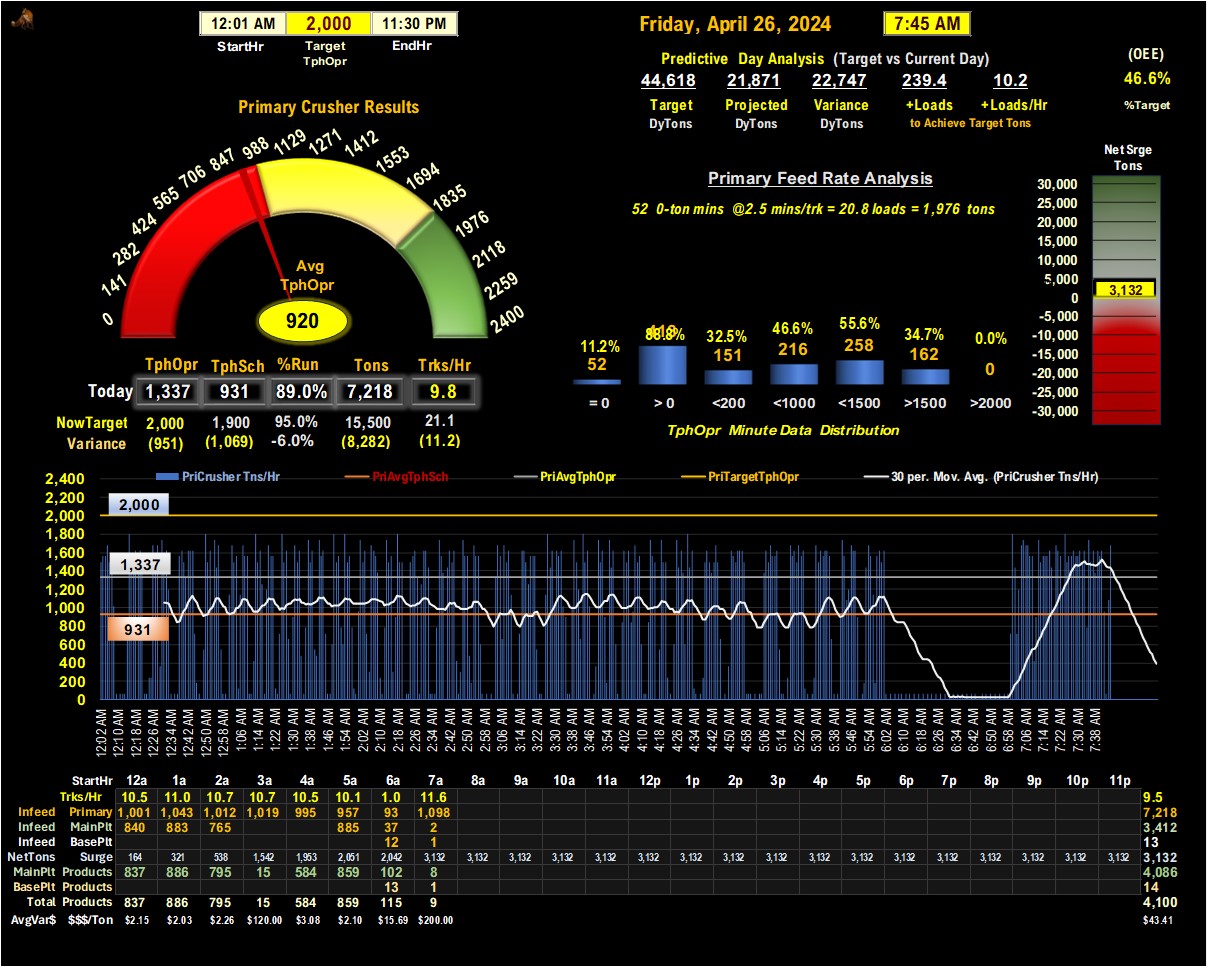 12:01 AM 2,000 11:30 PM
StartHr Target EndHr
TphOpr
Friday, April 26, 2024 7:45 AM
Predictive Day Analysis (Target vs Current Day)
44,618 21,871 22,747 239.4 10.2
Target Projected Variance +Loads +Loads/Hr
DyTons DyTons DyTons to Achieve Target Tons
(OEE)
46.6%
%Target
Primary Crusher Results
0 141 282 424 565 706 847 988 1129 1271 1412 1553 1694 1835 1976 2118 2259 2400
Avg
TphOpr
920
TphOpr TphSch %Run Tons Trks/Hr
Today 1,337 931 89.0% 7,218 9.8
NowTarget 2,000 1,900 95.0% 15,500 21.1
Variance (951) (1,069) -6.0% (8,282) (11.2)
Primary Feed Rate Analysis
52 0-ton mins @2.5 mins/trk = 20.8 loads = 1,976 tons
11.2% 88.8% 32.5% 46.6% 55.6% 34.7% 0.0%
52 151 216 258 162 0
= 0 > 0 <200 <1000 <1500 >1500 >2000
TphOpr Minute Data Distribution
Net Srge
Tons
30,000
25,000
20,000
15,000
10,000
5,000
3,132
0
-5,000
-10,000
-15,000
-20,000
-25,000
-30,000
PriCrusher Tns/Hr PriAvgTphSch PriAvgTphOpr PriTargetTphOpr 30 per. Mov. Avg. (PriCrusher Tns/Hr)
2,400
2,200
2,000
1,800
1,600
1,400
1,200
1,000
800
600
400
200
0
2,000
1,337
931
12:02 AM 12:10 AM 12:18 AM 12:26 AM 12:34 AM 12:42 AM 12:50 AM 12:58 AM 1:06 AM 1:14 AM 1:22 AM 1:30 AM 1:38 AM 1:46 AM 1:54 AM 2:02 AM 2:10 AM 2:18 AM 2:26 AM 2:34 AM 2:42 AM 2:50 AM 2:58 AM 3:06 AM 3:14 AM 3:22 AM 3:30 AM 3:38 AM 3:46 AM 3:54 AM 4:02 AM 4:10 AM 4:18 AM 4:26 AM 4:34 AM 4:42 AM 4:50 AM 4:58 AM 5:06 AM 5:14 AM 5:22 AM 5:30 AM 5:38 AM 5:46 AM 5:54 AM 6:02 AM 6:10 AM 6:18 AM 6:26 AM 6:34 AM 6:42 AM 6:50 AM 6:58 AM 7:06 AM 7:14 AM 7:22 AM 7:30 AM 7:38 AM
StartHr 12a 1a 2a 3a 4a 5a 6a 7a 8a 9a 10a 11a 12p 1p 2p 3p 4p 5p 6p 7p 8p 9p 10p 11p
Trks/Hr 10.5 11.0 10.7 10.7 10.5 10.1 1.0 11.6 9.5
Infeed Primary 1,001 1,043 1,012 1,019 995 957 93 1,098 7,218
Infeed MainPlt 840 883 765 885 37 2 3,412
Infeed BasePlt 12 1 13
NetTons Surge 164 321 538 1,542 1,953 2,051 2,042 3,132 3,132 3,132 3,132 3,132 3,132 3,132 3,132 3,132 3,132 3,132 3,132 3,132 3,132 3,132 3,132 3,132 3,132
MainPlt Products 837 886 795 15 584 859 102 8 4,086
BasePlt Products 13 1 14
Total Products 837 886 795 15 584 859 115 9 4,100
AvgVar$ $$$/Ton $2.15 $2.03 $2.26 $120.00 $3.08 $2.10 $15.69 $200.00 $43.41